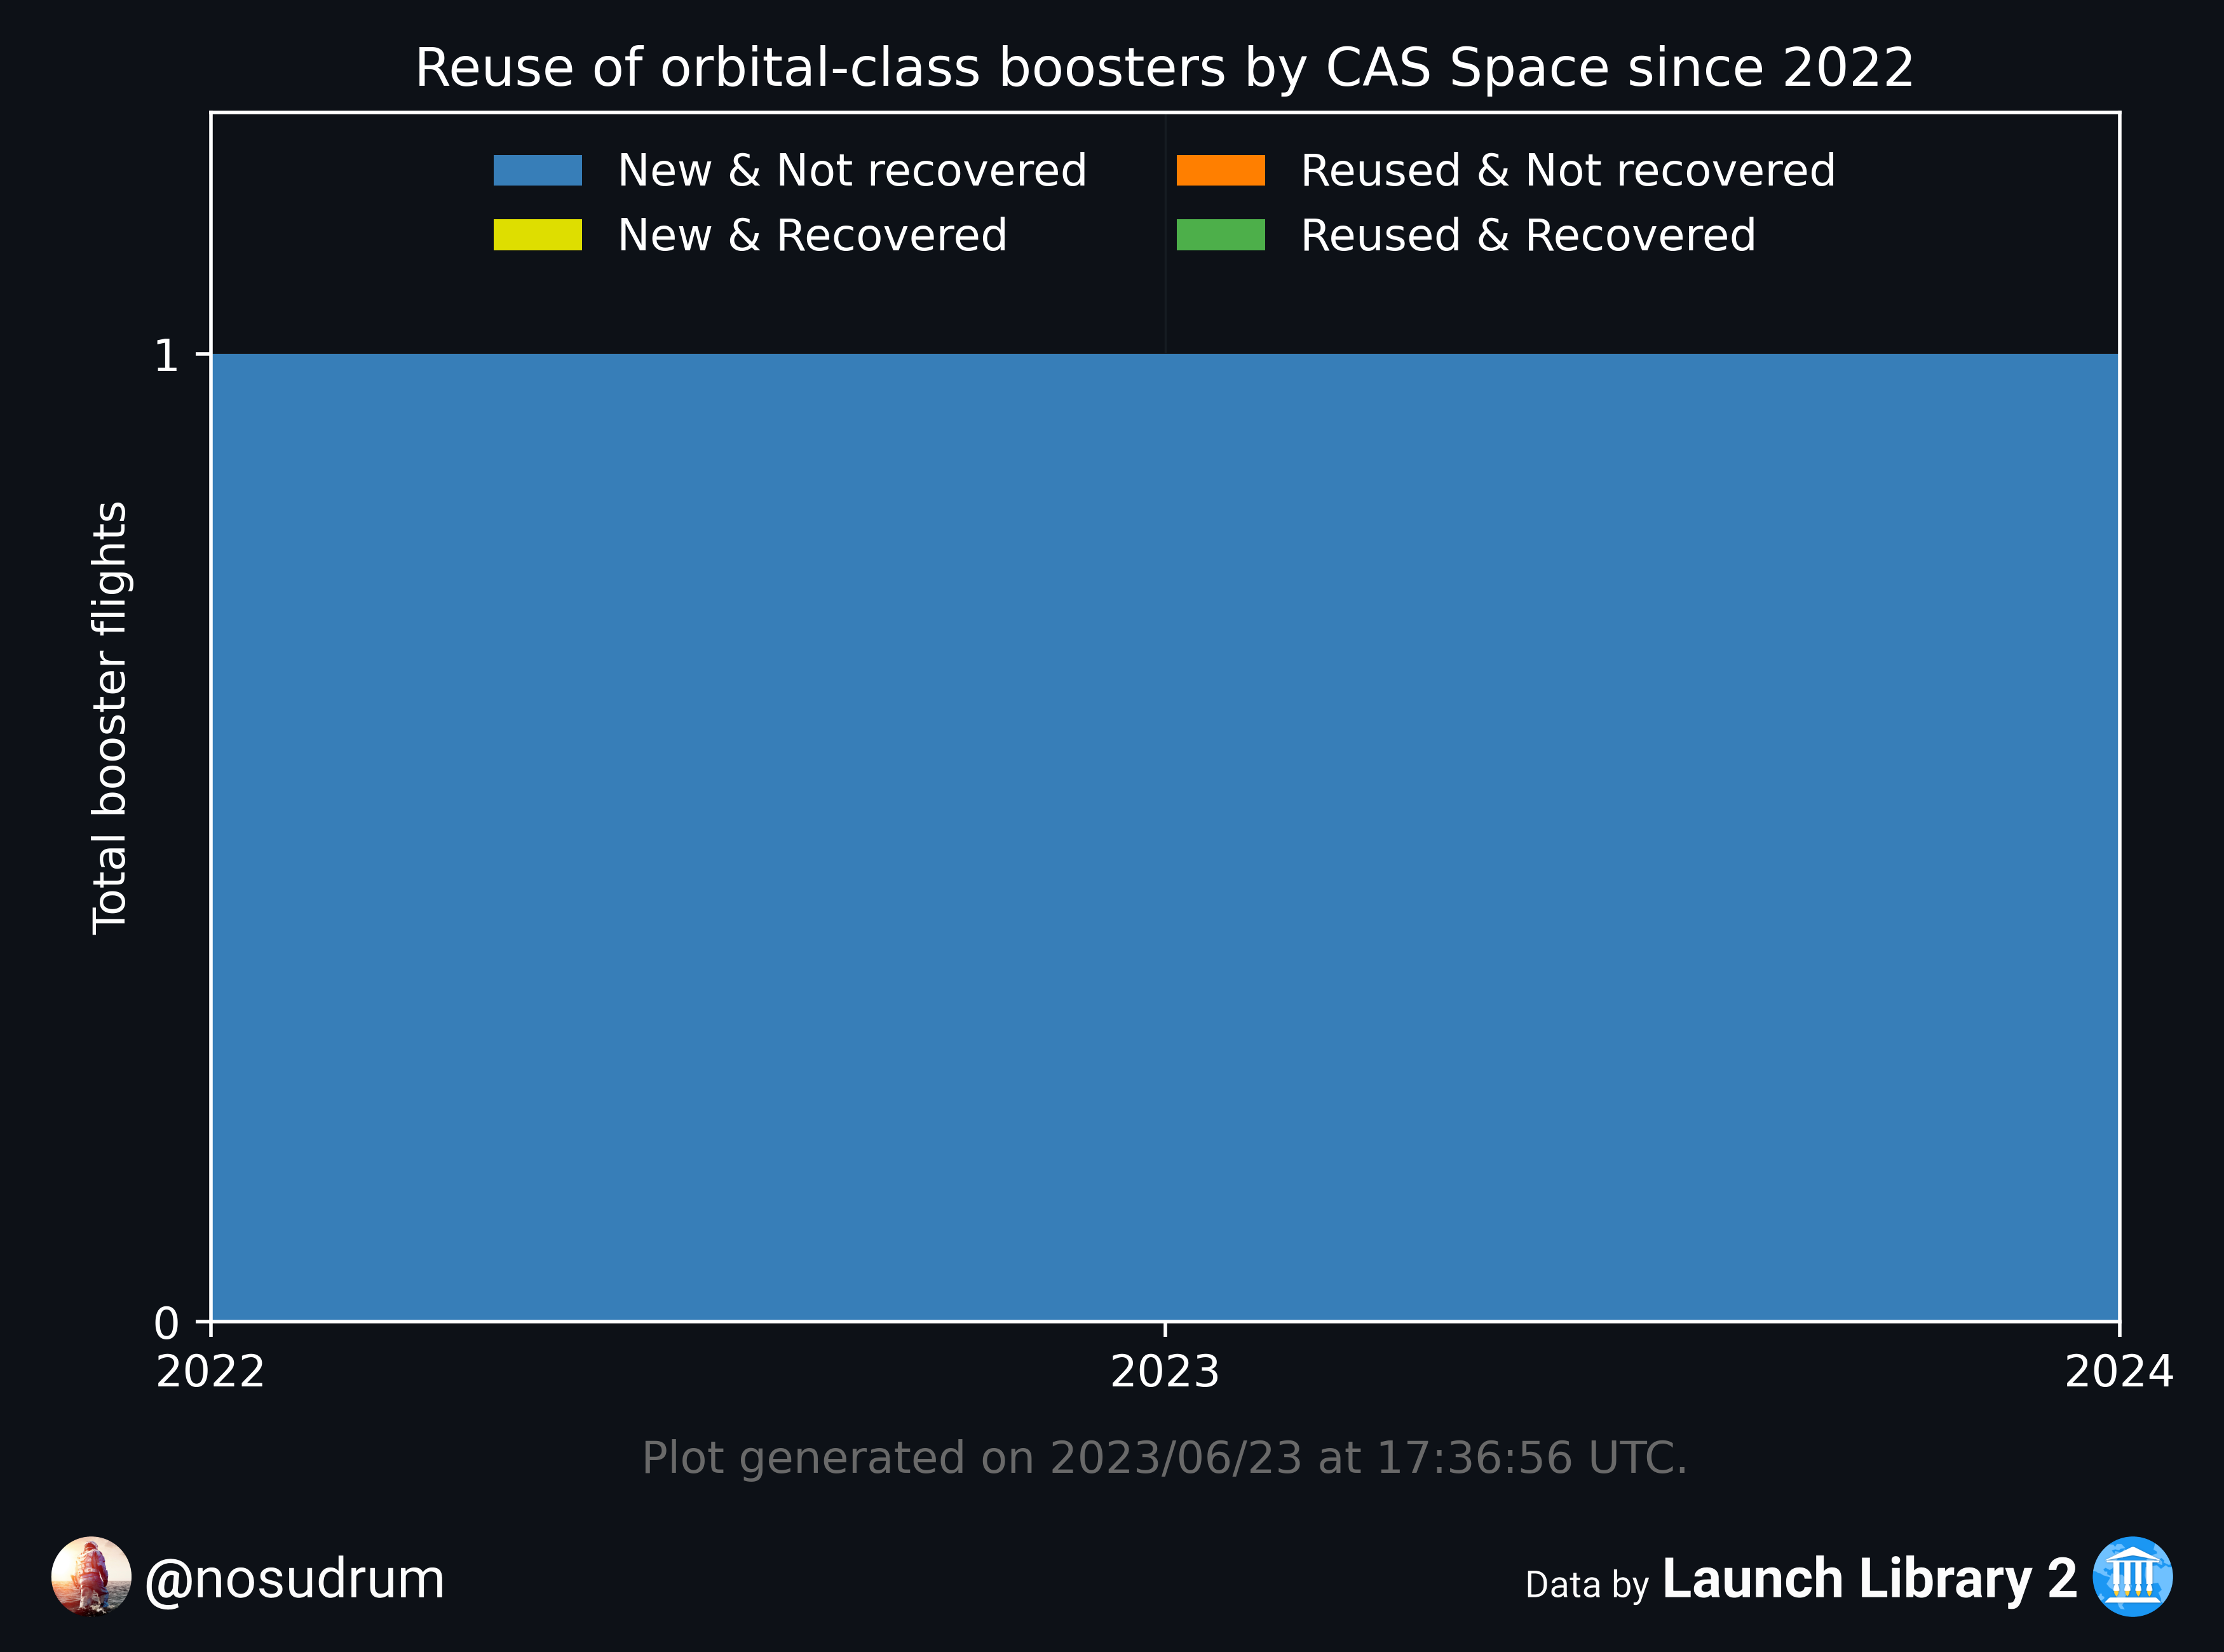 Reuse of orbital-class boosters by CAS Space since 2022
New & Not recovered
New & Recovered
Reused & Not recovered
Reused & Recovered
Total booster flights
1
0
2022 2023 2024
Plot generated on 2023/06/23 at 17:36:56 UTC.
@nosudrum
Data by Launch Library 2